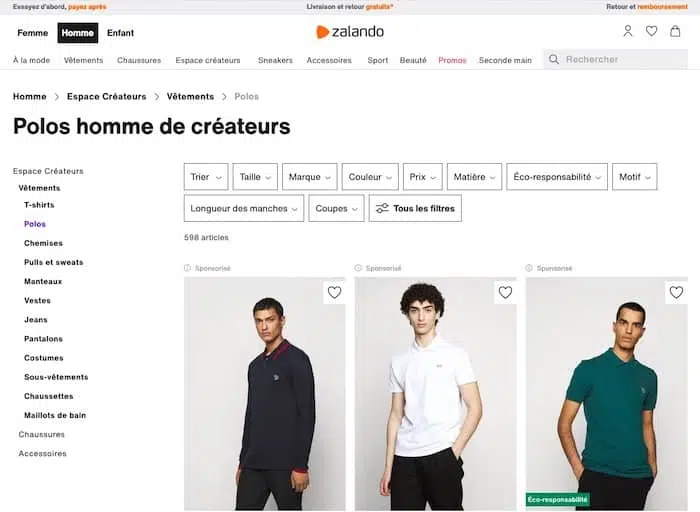 Essayez d'abord, payez après
Livraison et retour gratuits*
Retour et remboursement
Femme Homme Enfant
zalando
À la mode Vêtements Chaussures Espace créateurs Sneakers Accessoires Sport Beauté Promos Seconde main Rechercher
Homme > Espace Créateurs > Vêtements > Polos
Polos homme de créateurs
Espace Créateurs
Vêtements
T-shirts
Polos
Chemises
Pulls et sweats
Manteaux
Vestes
Jeans
Pantalons
Costumes
Sous-vêtements
Chaussettes
Maillots de bain
Chaussures
Accessoires
Trier Taille Marque Couleur Prix Matière Éco-responsabilité Motif
Longueur des manches Coupes Tous les filtres
598 articles
Sponsorisé
Sponsorisé
Sponsorisé
Éco-responsabilité